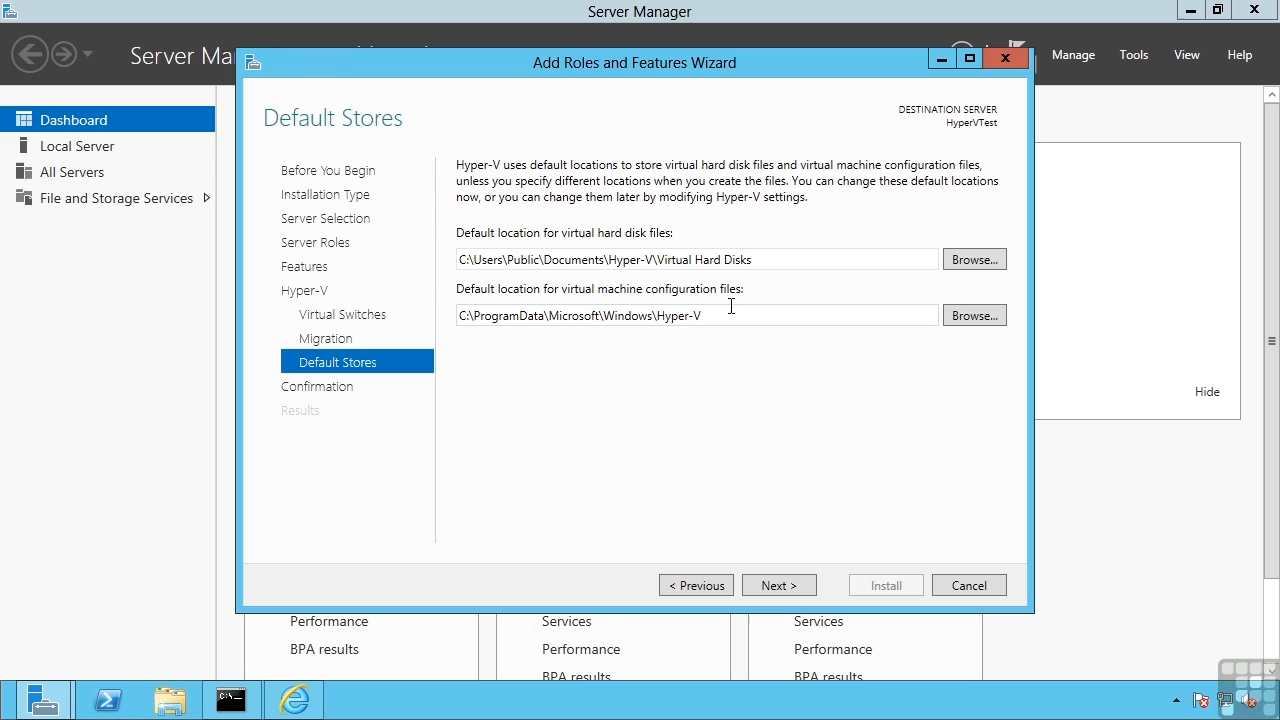 Server Manager
Server Ma
Manage
Tools
View
Help
Dashboard
Local Server
All Servers
File and Storage Services
Add Roles and Features Wizard
Default Stores
DESTINATION SERVER
HyperVTest
Before You Begin
Installation Type
Server Selection
Server Roles
Features
Hyper-V
Virtual Switches
Migration
Default Stores
Confirmation
Results
Hyper-V uses default locations to store virtual hard disk files and virtual machine configuration files,
unless you specify different locations when you create the files. You can change these default locations
now, or you can change them later by modifying Hyper-V settings.
Default location for virtual hard disk files:
C:\Users\Public\Documents\Hyper-V\Virtual Hard Disks
Browse...
Default location for virtual machine configuration files:
C:\ProgramData\Microsoft\Windows\Hyper-V
Browse...
Hide
< Previous
Next >
Install
Cancel
Performance
BPA results
Services
Performance
BPA results
Services
Performance
BPA results
C:\_